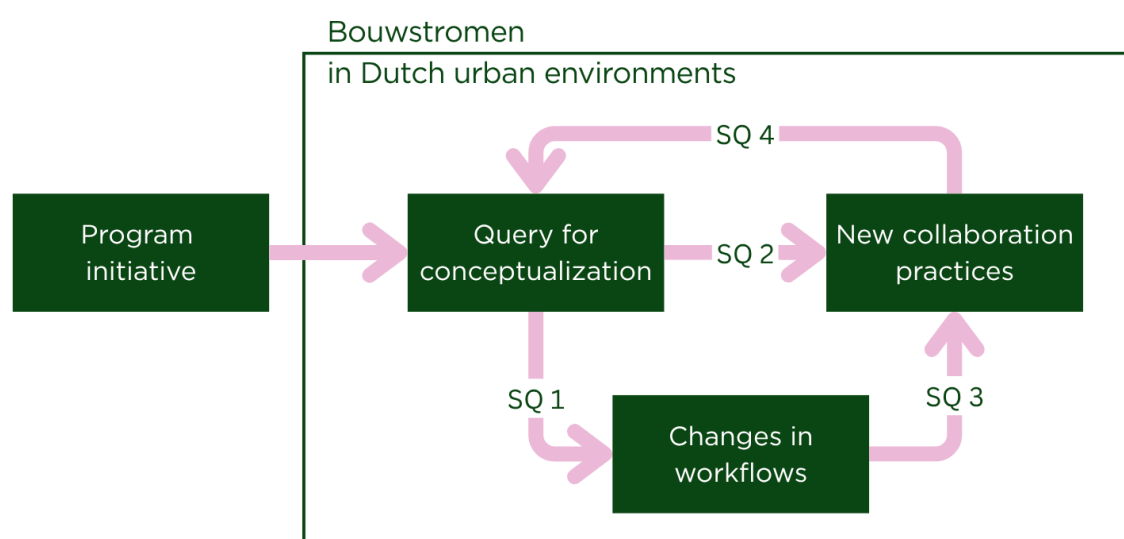 Bouwstromen
in Dutch urban environments
SQ 4
Program
initiative
Query for
conceptualization
SQ 2
New collaboration
practices
SQ 1
SQ 3
Changes in
workflows